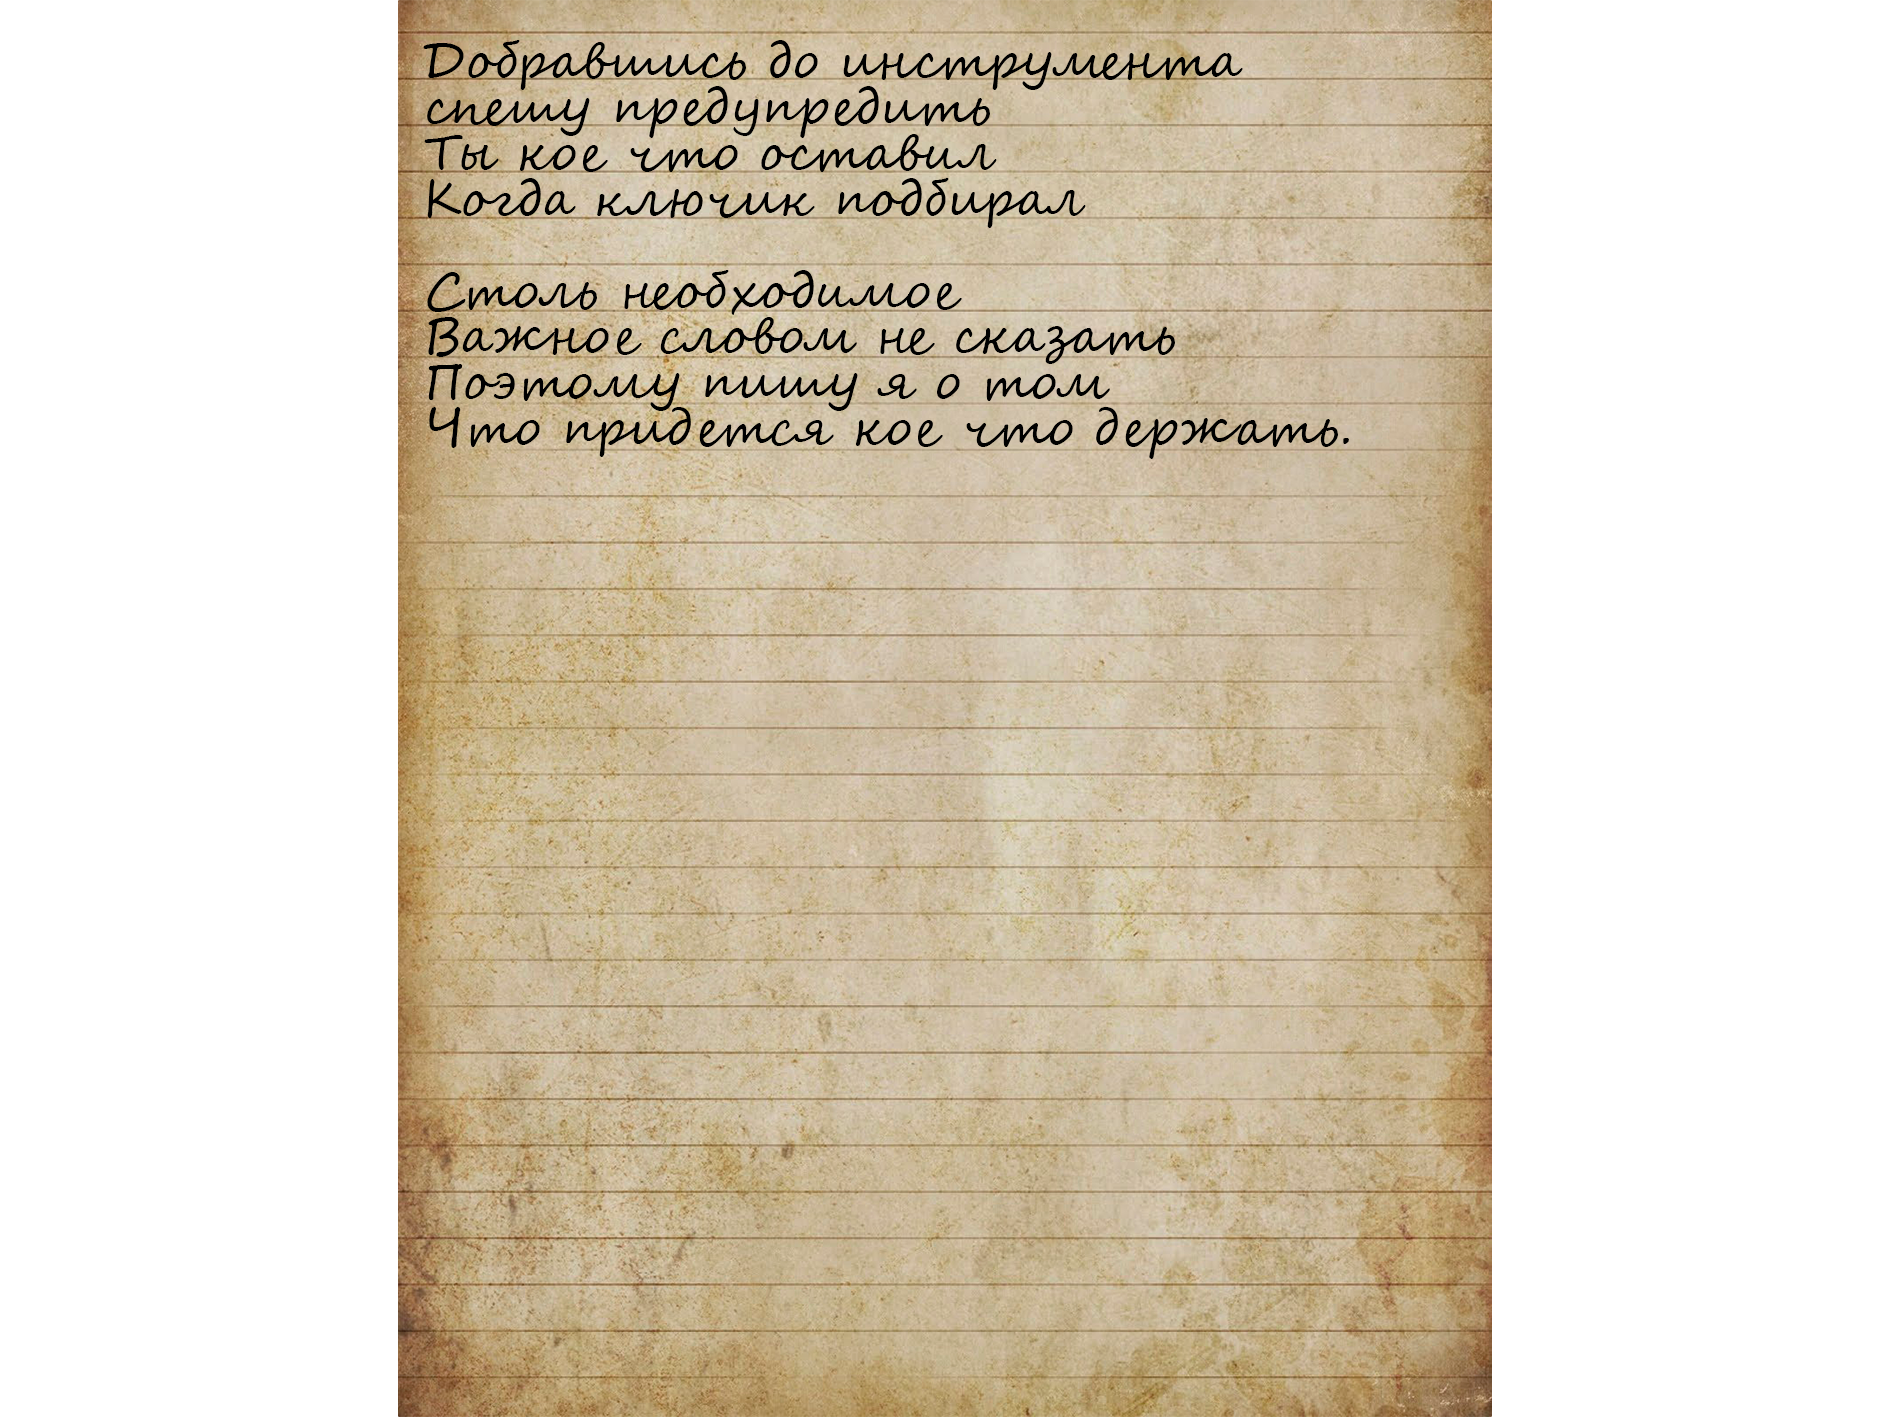 Добравшись до инструмента
спешу предупредить
Ты кое что оставил
Когда ключик подбирал
Столь необходимое
Важное словом не сказать
Поэтому пишу я о том
Что придется кое что держать.